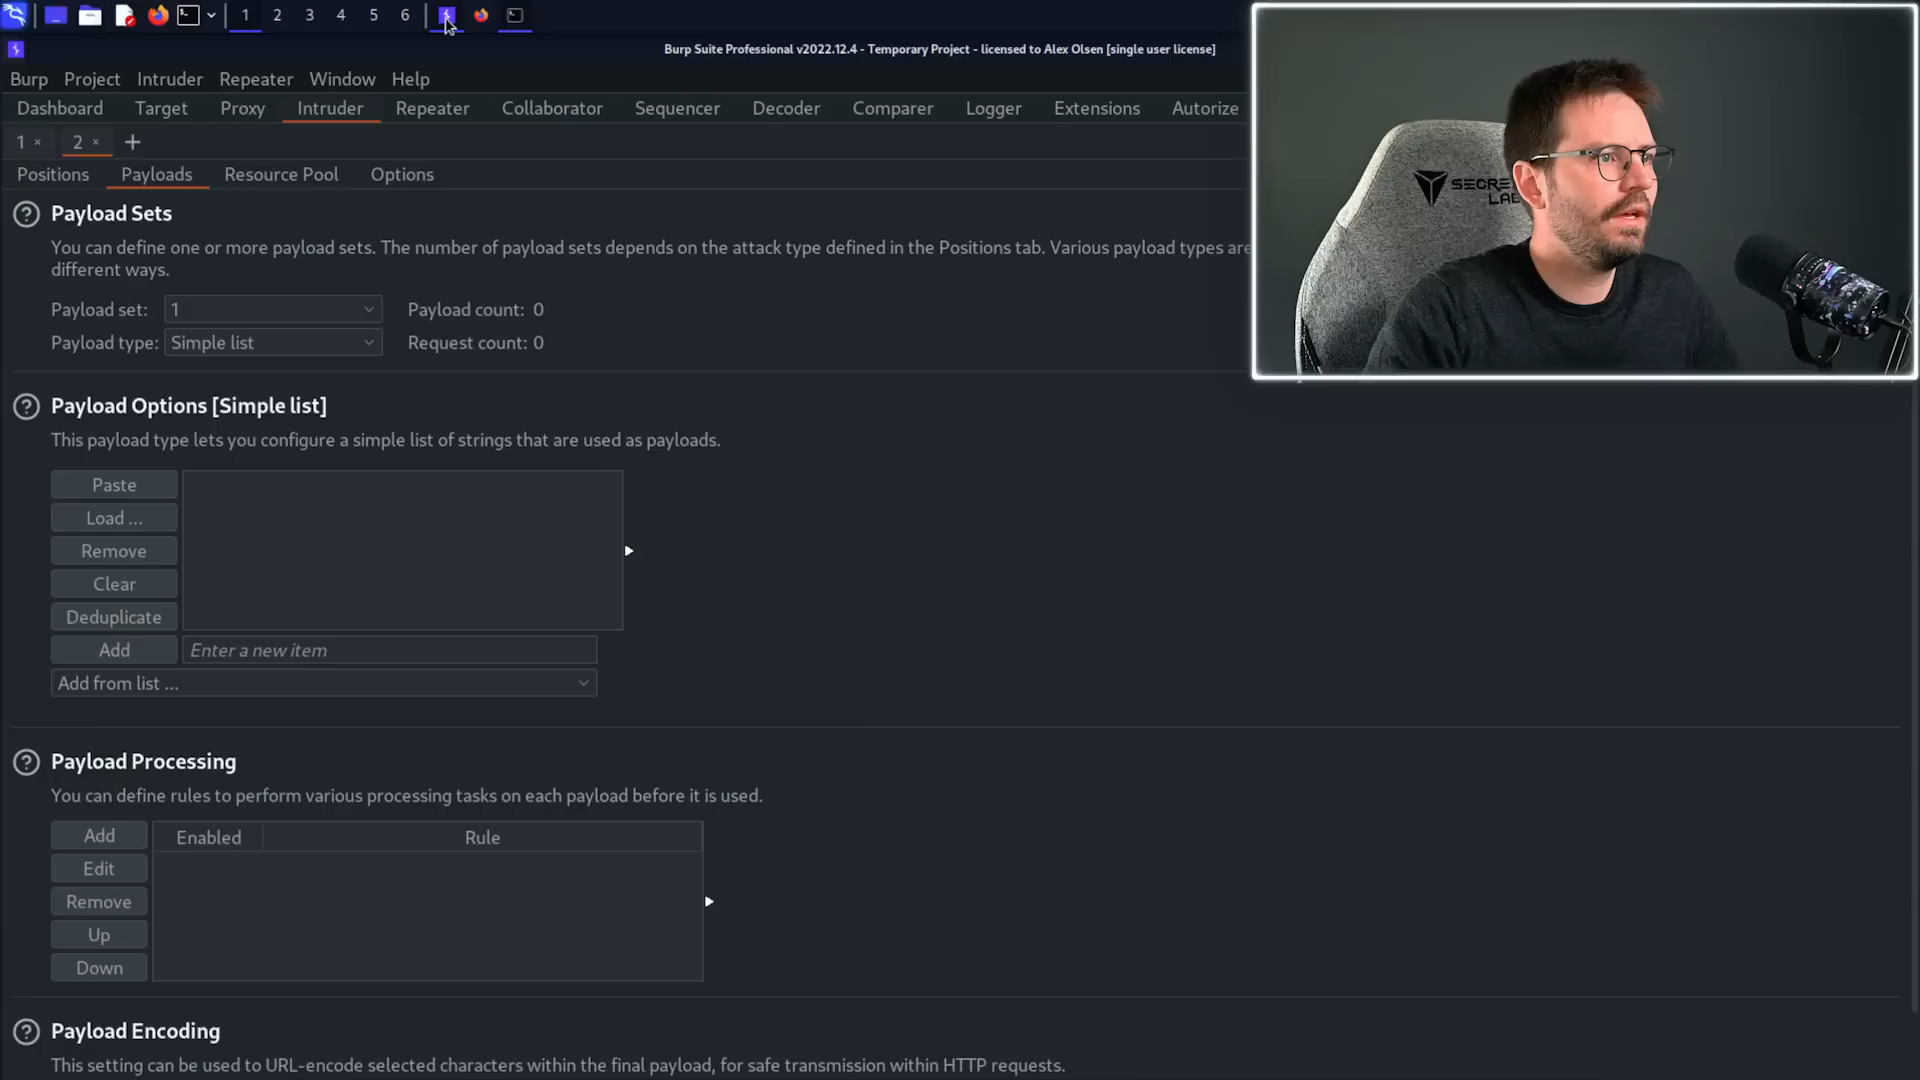 1 2 3 4 5 6
Burp Suite Professional v2022.12.4 - Temporary Project - licensed to Alex Olsen [single user license]
Burp Project Intruder Repeater Window Help
Dashboard Target Proxy Intruder Repeater Collaborator Sequencer Decoder Comparer Logger Extensions Autorize
1 × 2 × +
Positions Payloads Resource Pool Options
? Payload Sets
You can define one or more payload sets. The number of payload sets depends on the attack type defined in the Positions tab. Various payload types are
different ways.
Payload set: 1 Payload count: 0
Payload type: Simple list Request count: 0
? Payload Options [Simple list]
This payload type lets you configure a simple list of strings that are used as payloads.
Paste
Load ...
Remove
Clear
Deduplicate
Add Enter a new item
Add from list ...
? Payload Processing
You can define rules to perform various processing tasks on each payload before it is used.
Add Enabled Rule
Edit
Remove
Up
Down
? Payload Encoding
This setting can be used to URL-encode selected characters within the final payload, for safe transmission within HTTP requests.